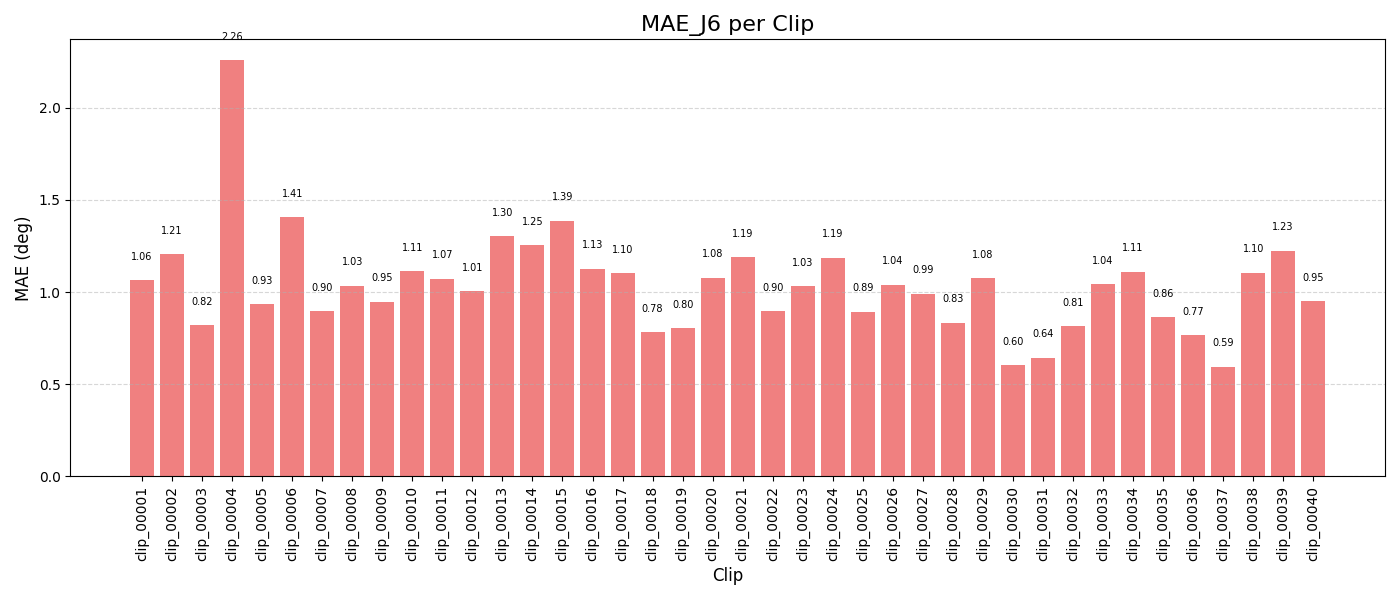 MAE_J6 per Clip
MAE (deg)
2.0
1.5
1.0
0.5
0.0
1.06
1.21
0.82
2.26
0.93
1.41
0.90
1.03
0.95
1.11
1.07
1.01
1.30
1.25
1.39
1.13
1.10
0.78
0.80
1.08
1.19
0.90
1.03
1.19
0.89
1.04
0.99
0.83
1.08
0.60
0.64
0.81
1.04
1.11
0.86
0.77
0.59
1.10
1.23
0.95
clip_00001
clip_00002
clip_00003
clip_00004
clip_00005
clip_00006
clip_00007
clip_00008
clip_00009
clip_00010
clip_00011
clip_00012
clip_00013
clip_00014
clip_00015
clip_00016
clip_00017
clip_00018
clip_00019
clip_00020
clip_00021
clip_00022
clip_00023
clip_00024
clip_00025
clip_00026
clip_00027
clip_00028
clip_00029
clip_00030
clip_00031
clip_00032
clip_00033
clip_00034
clip_00035
clip_00036
clip_00037
clip_00038
clip_00039
clip_00040
Clip